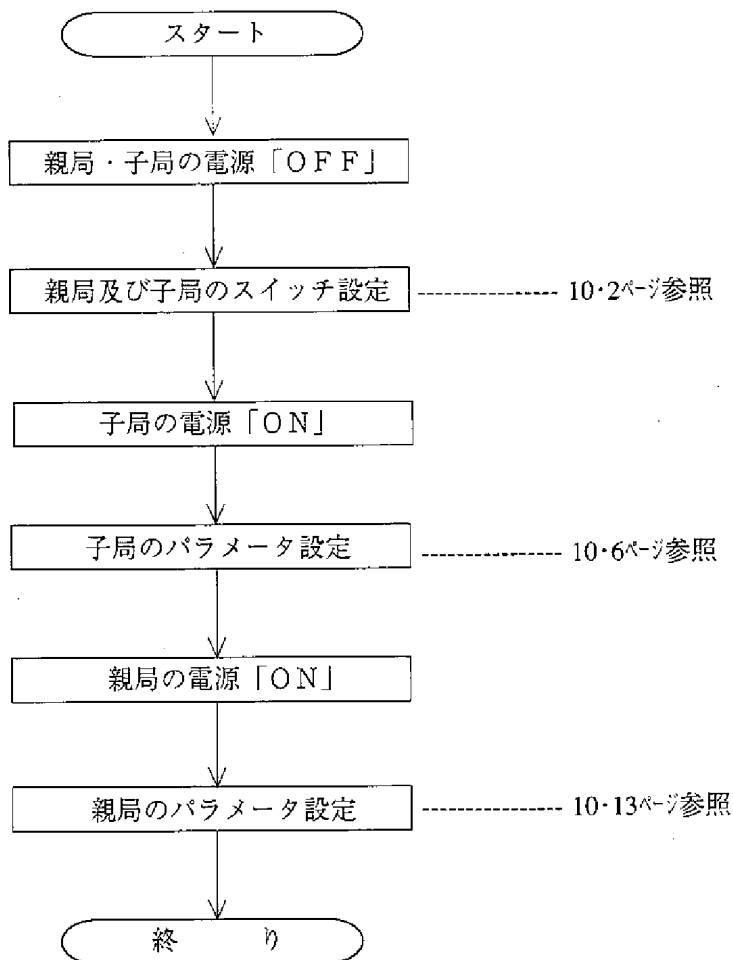 スタート
親局・子局の電源「OFF」
親局及び子局のスイッチ設定 ------------- 10・2ページ参照
子局の電源「ON」
子局のパラメータ設定 ------------- 10・6ページ参照
親局の電源「ON」
親局のパラメータ設定 ------------- 10・13ページ参照
終 り